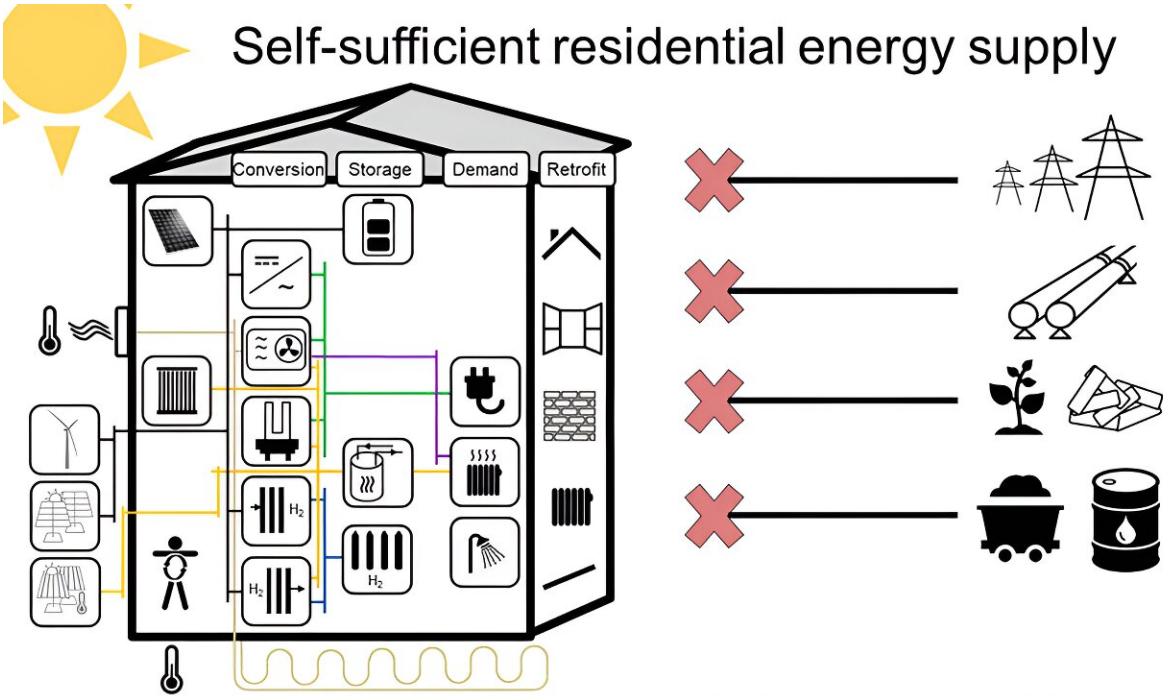 Self-sufficient residential energy supply
Conversion
Storage
Demand
Retrofit
H₂
H₂
H₂